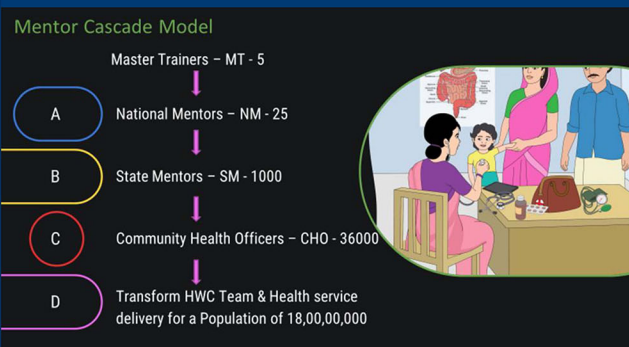 Mentor Cascade Model
Master Trainers – MT - 5
A
National Mentors – NM - 25
B
State Mentors – SM - 1000
C
Community Health Officers – CHO - 36000
D
Transform HWC Team & Health service
delivery for a Population of 18,00,00,000